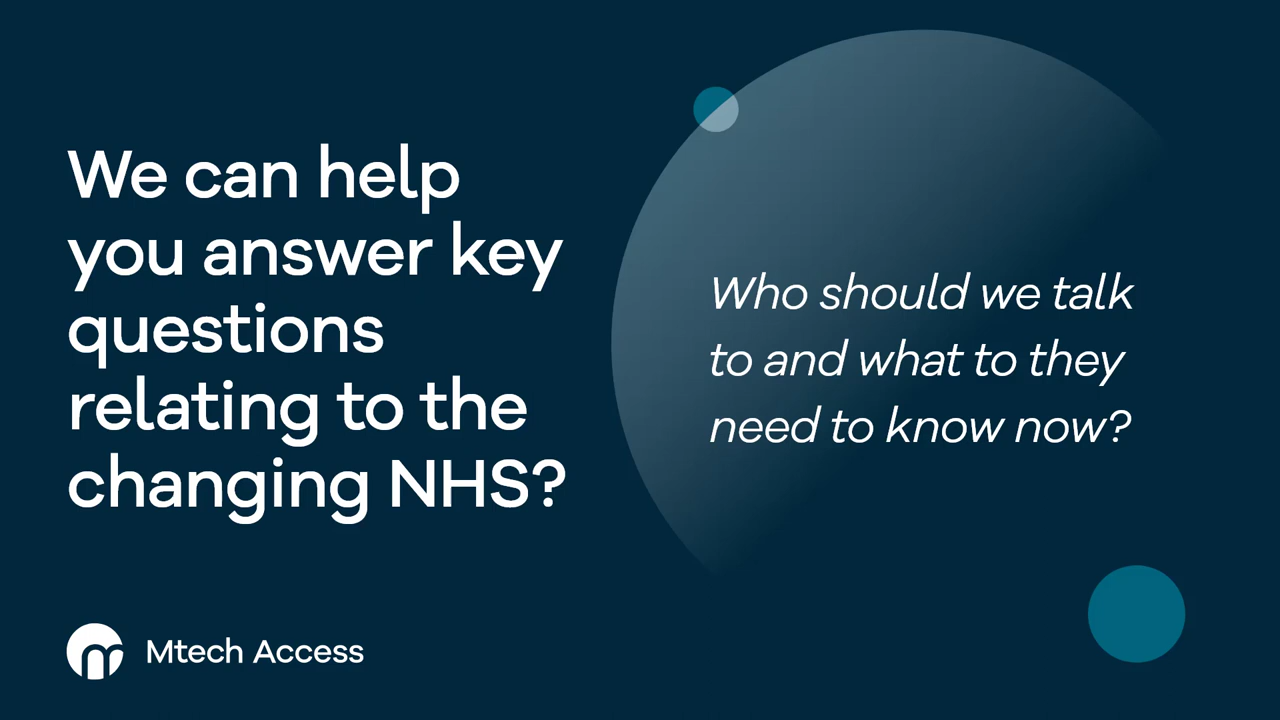 We can help
you answer key
questions
relating to the
changing NHS?
Who should we talk
to and what to they
need to know now?
Mtech Access